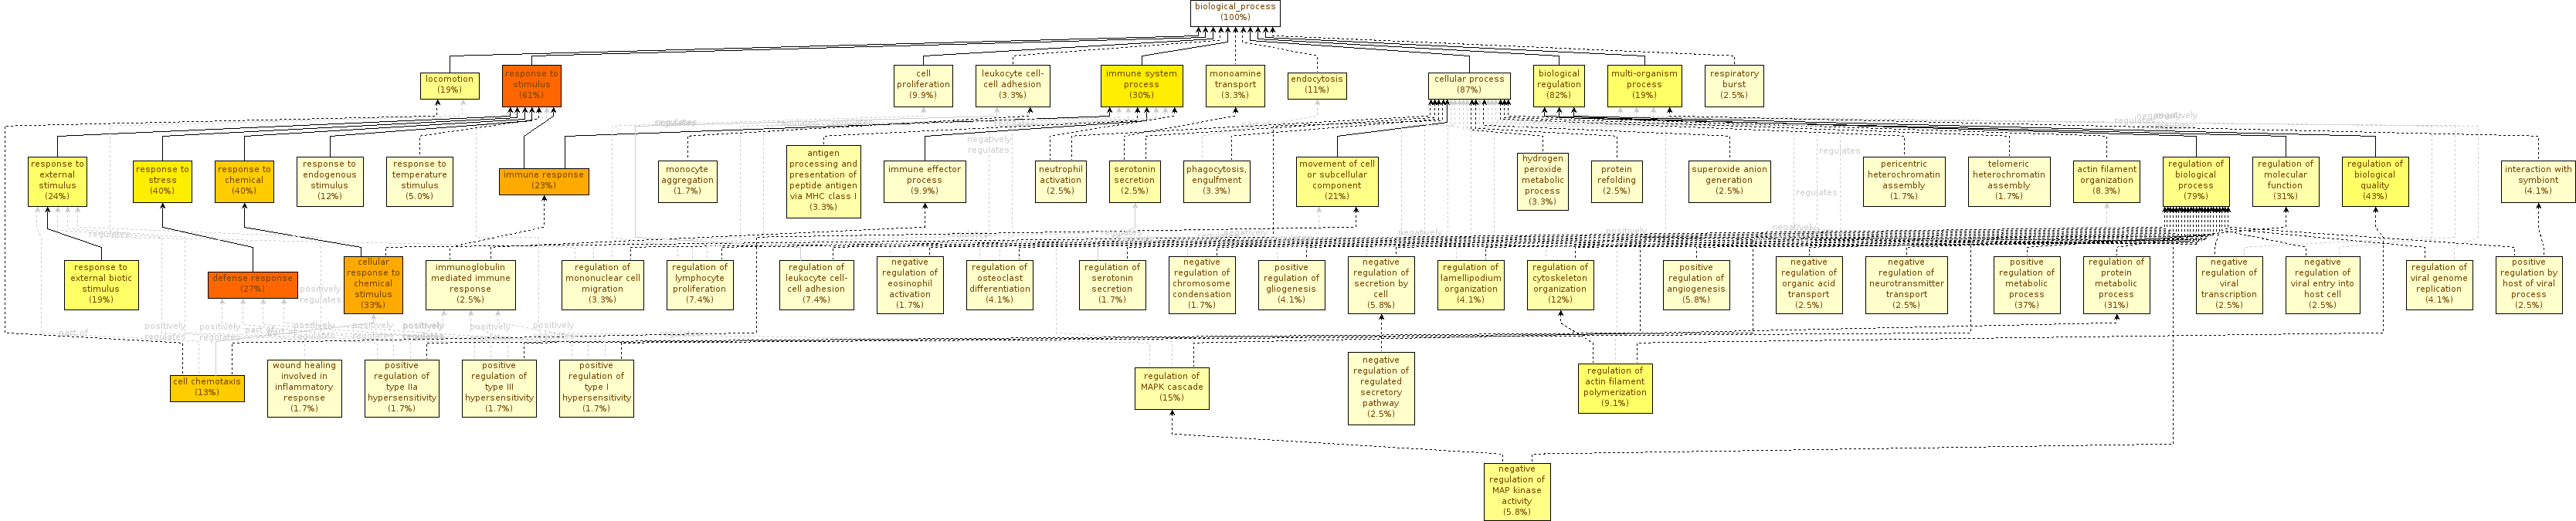 biological_process
(100%)
locomotion
(19%)
response to
stimulus
(61%)
cell
proliferation
(9.9%)
leukocyte cell-
cell adhesion
(3.3%)
immune system
process
(30%)
monoamine
transport
(3.3%)
endocytosis
(11%)
cellular process
(87%)
biological
regulation
(82%)
multi-organism
process
(19%)
respiratory
burst
(2.5%)
regulates
negatively
regulates
regulates
regulates
response to
external
stimulus
(24%)
response to
stress
(40%)
response to
chemical
(40%)
response to
endogenous
stimulus
(12%)
response to
temperature
stimulus
(5.0%)
immune response
(23%)
monocyte
aggregation
(1.7%)
antigen
processing and
presentation of
peptide antigen
via MHC class I
(3.3%)
immune effector
process
(9.9%)
neutrophil
activation
(2.5%)
serotonin
secretion
(2.5%)
phagocytosis,
engulfment
(3.3%)
movement of cell
or subcellular
component
(21%)
hydrogen
peroxide
metabolic
process
(3.3%)
protein
refolding
(2.5%)
superoxide anion
generation
(2.5%)
pericentric
heterochromatin
assembly
(1.7%)
telomeric
heterochromatin
assembly
(1.7%)
actin filament
organization
(8.3%)
regulation of
biological
process
(79%)
regulation of
molecular
function
(31%)
regulation of
biological
quality
(43%)
interaction with
symbiont
(4.1%)
regulates
response to
external biotic
stimulus
(19%)
defense response
(27%)
cellular
response to
chemical
stimulus
(33%)
immunoglobulin
mediated immune
response
(2.5%)
regulation of
mononuclear cell
migration
(3.3%)
regulation of
lymphocyte
proliferation
(7.4%)
regulation of
leukocyte cell-
cell adhesion
(7.4%)
negative
regulation of
eosinophil
activation
(1.7%)
regulation of
osteoclast
differentiation
(4.1%)
regulation of
serotonin
secretion
(1.7%)
negative
regulation of
chromosome
condensation
(1.7%)
positive
regulation of
gliogenesis
(4.1%)
negative
regulation of
secretion by
cell
(5.8%)
regulation of
lamellipodium
organization
(4.1%)
regulation of
cytoskeleton
organization
(12%)
positive
regulation of
angiogenesis
(5.8%)
negative
regulation of
organic acid
transport
(2.5%)
negative
regulation of
neurotransmitter
transport
(2.5%)
positive
regulation of
metabolic
process
(37%)
regulation of
protein
metabolic
process
(31%)
negative
regulation of
viral
transcription
(2.5%)
negative
regulation of
viral entry into
host cell
(2.5%)
regulation of
viral genome
replication
(4.1%)
positive
regulation by
host of viral
process
(2.5%)
positively
regulates
part of
positively
regulates
positively
regulates
cell chemotaxis
(13%)
wound healing
involved in
inflammatory
response
(1.7%)
positive
regulation of
type IIa
hypersensitivity
(1.7%)
positive
regulation of
type III
hypersensitivity
(1.7%)
positive
regulation of
type I
hypersensitivity
(1.7%)
regulation of
MAPK cascade
(15%)
negative
regulation of
regulated
secretory
pathway
(2.5%)
regulation of
actin filament
polymerization
(9.1%)
negative
regulation of
MAP kinase
activity
(5.8%)